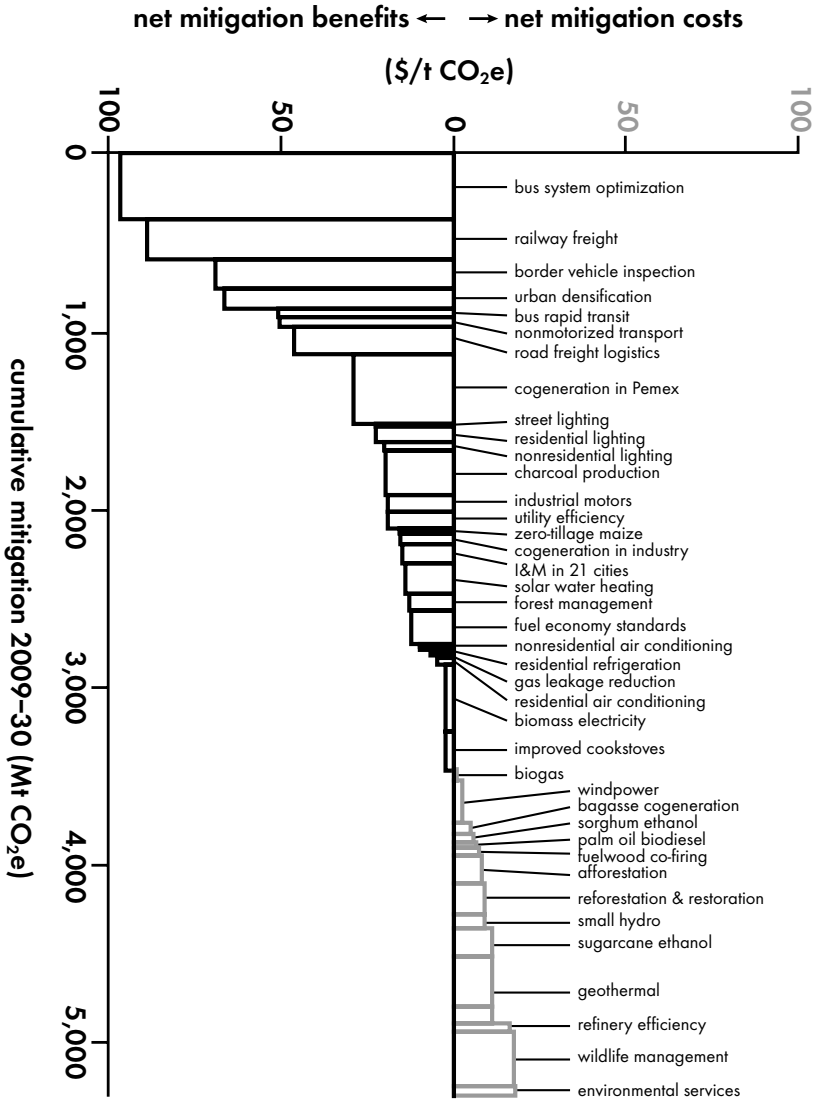 net mitigation benefits ← → net mitigation costs
($/t CO₂e)
100 50 0 50 100
0
1,000
2,000
3,000
4,000
5,000
cumulative mitigation 2009–30 (Mt CO₂e)
bus system optimization
railway freight
border vehicle inspection
urban densification
bus rapid transit
nonmotorized transport
road freight logistics
cogeneration in Pemex
street lighting
residential lighting
nonresidential lighting
charcoal production
industrial motors
utility efficiency
zero-tillage maize
cogeneration in industry
I&M in 21 cities
solar water heating
forest management
fuel economy standards
nonresidential air conditioning
residential refrigeration
gas leakage reduction
residential air conditioning
biomass electricity
improved cookstoves
biogas
windpower
bagasse cogeneration
sorghum ethanol
palm oil biodiesel
fuelwood co-firing
afforestation
reforestation & restoration
small hydro
sugarcane ethanol
geothermal
refinery efficiency
wildlife management
environmental services